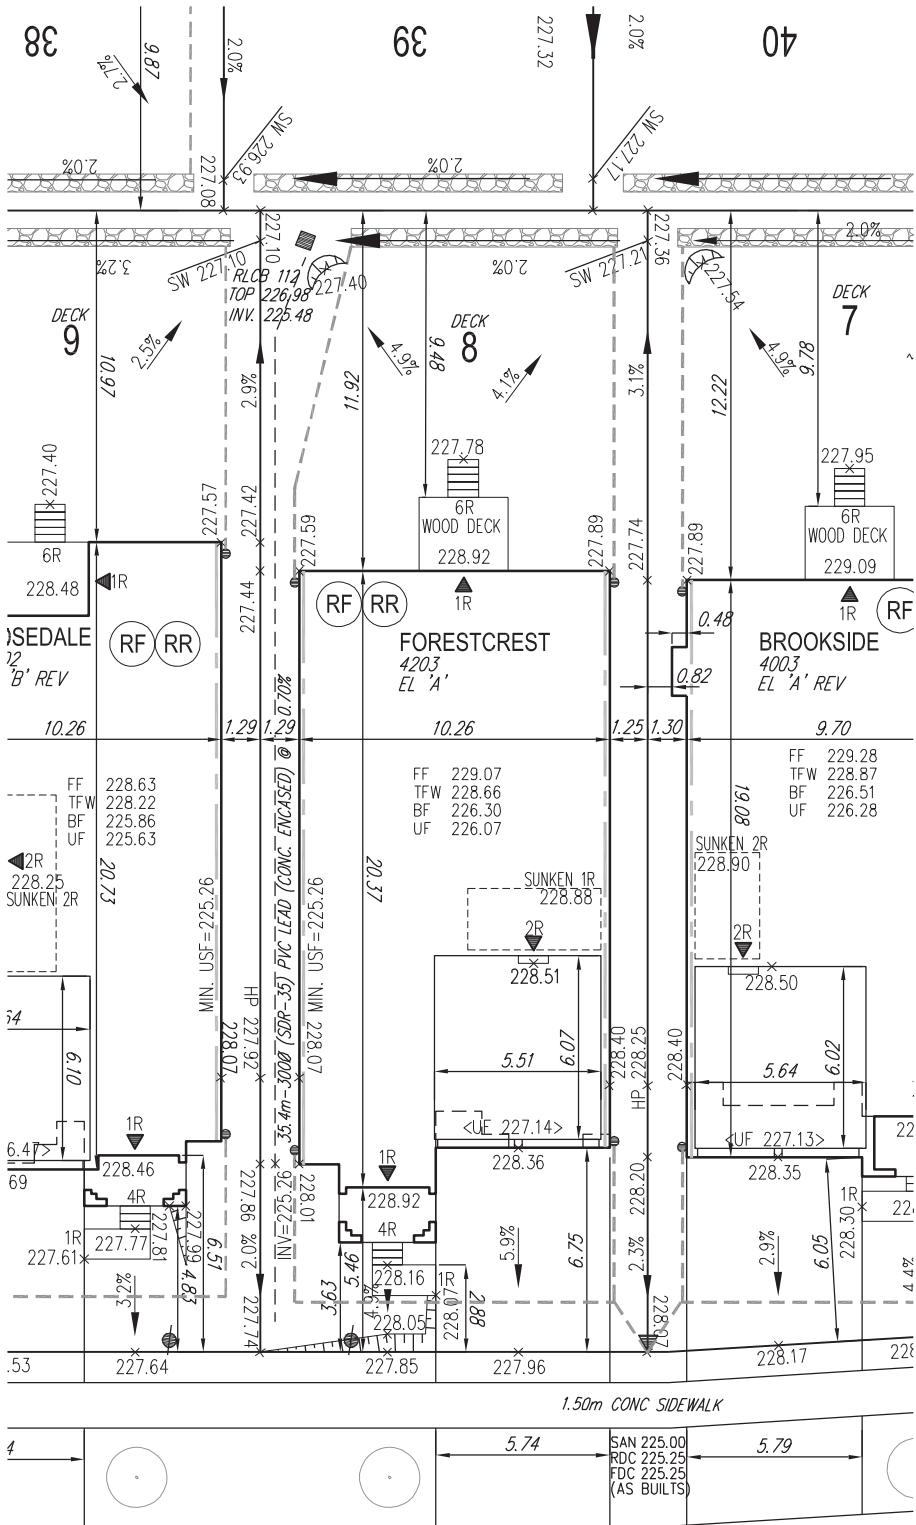 38
39
40
9.87
2.7%
2.0%
227.32
2.0%
SW 226.93
SW 227.17
2.0%
227.08
2.0%
227.10
227.36
3.2%
SW 227.10
RLCB 112
TOP 226.98
INV. 225.48
227.40
2.0%
SW 227.21
227.54
2.0%
DECK
9
DECK
8
DECK
7
2.5%
10.97
2.9%
11.92
4.9%
9.48
4.1%
3.1%
12.22
4.9%
9.78
227.40
6R
228.48
1R
227.57
227.42
227.44
227.59
227.78
6R
WOOD DECK
228.92
1R
227.89
227.74
227.89
227.95
6R
WOOD DECK
229.09
1R
RF
RR
RF
RR
RF
OSEDALE
'B' REV
FORESTCREST
4203
EL 'A'
0.48
0.82
BROOKSIDE
4003
EL 'A' REV
10.26
1.29
1.29
10.26
1.25
1.30
9.70
FF 228.63
TFW 228.22
BF 225.86
UF 225.63
FF 229.07
TFW 228.66
BF 226.30
UF 226.07
FF 229.28
TFW 228.87
BF 226.51
UF 226.28
2R
228.25
SUNKEN 2R
20.73
MIN. USF=225.26
35.4m-300Ø (SDR-35) PVC LEAD (CONC. ENCASED) @ 0.70%
MIN. USF=225.26
20.37
SUNKEN 1R
228.88
2R
228.51
19.08
SUNKEN 2R
228.90
2R
228.50
64
6.10
228.07
HP 227.92
228.07
5.51
6.07
228.40
HP 228.25
228.40
5.64
6.02
6.47>
69
1R
228.46
4R
1R
227.61
227.77
227.81
227.99
4.83
6.51
3.2%
227.86
2.0%
227.74
INV=225.26
228.01
1R
228.92
4R
228.16
3.93
5.46
228.05
1R
228.07
2.88
<UF 227.14>
228.36
5.9%
6.75
228.20
2.3%
228.07
<UF 227.13>
228.35
2.9%
6.05
1R
228.30
4.4%
.53
227.64
227.85
227.96
228.17
228
1.50m CONC SIDEWALK
4
5.74
SAN 225.00
RDC 225.25
FDC 225.25
(AS BUILTS)
5.79